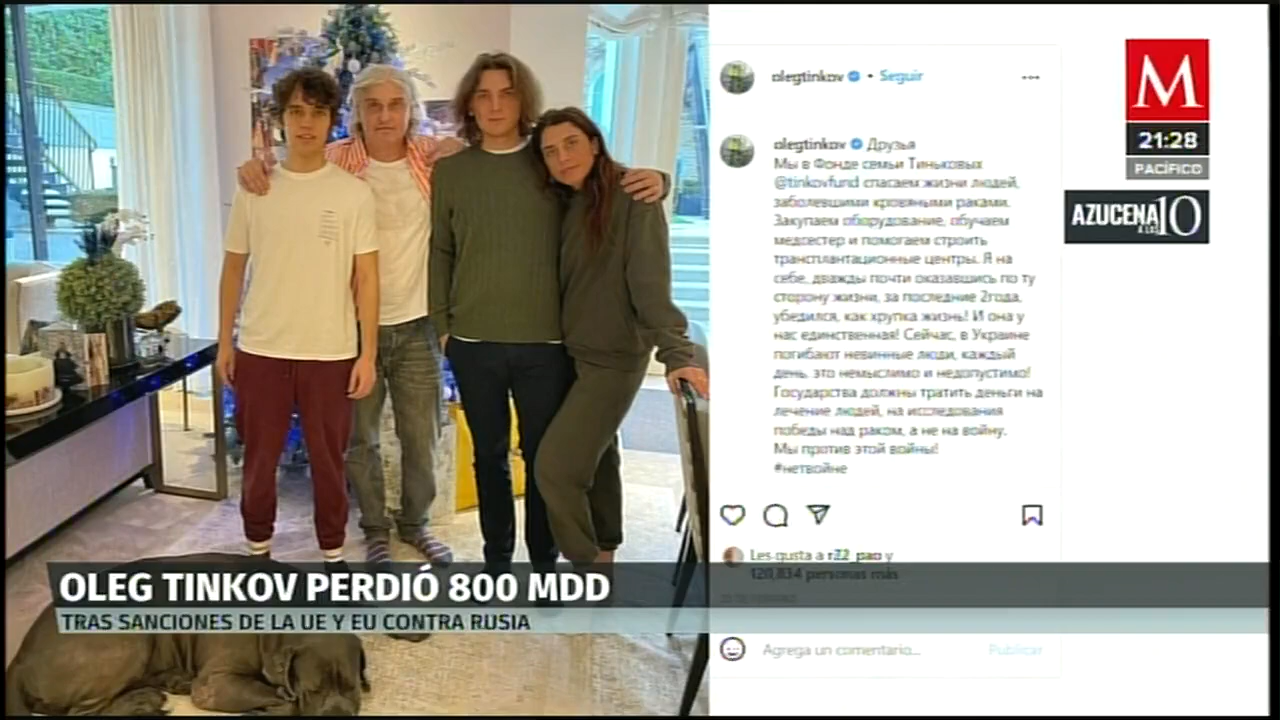 olegtinkov • Seguir
olegtinkov Друзья
Мы в Фонде семьи Тиньковых
@tinkovfund спасаем жизни людей,
заболевшими кровяными раками.
Закупаем оборудование, обучаем
медсестер и помогаем строить
трансплантационные центры. Я на
себе, дважды почти оказавшись по ту
сторону жизни, за последние 2года,
убедился, как хрупка жизнь! И она у
нас единственная! Сейчас, в Украине
погибают невинные люди, каждый
день, это немыслимо и недопустимо!
Государства должны тратить деньги на
лечение людей, на исследования
победы над раком, а не на войну.
Мы против этой войны!
#нетвойне
Les gusta a r72_pao y
120,834 personas más
Agrega un comentario...
Publicar
M
21:28
PACÍFICO
AZUCENA A LAS 10
OLEG TINKOV PERDIÓ 800 MDD
TRAS SANCIONES DE LA UE Y EU CONTRA RUSIA